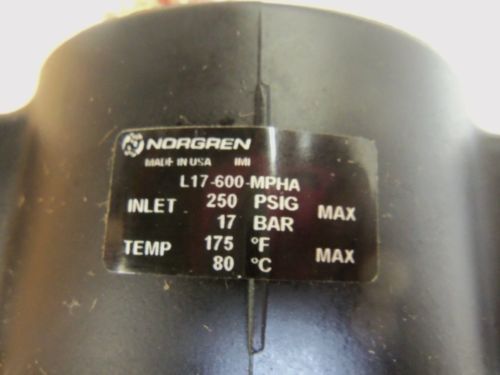 NORGREN
MADE IN USA IMI
L17-600-MPHA
INLET 250 PSIG MAX
17 BAR
TEMP 175 °F MAX
80 °C